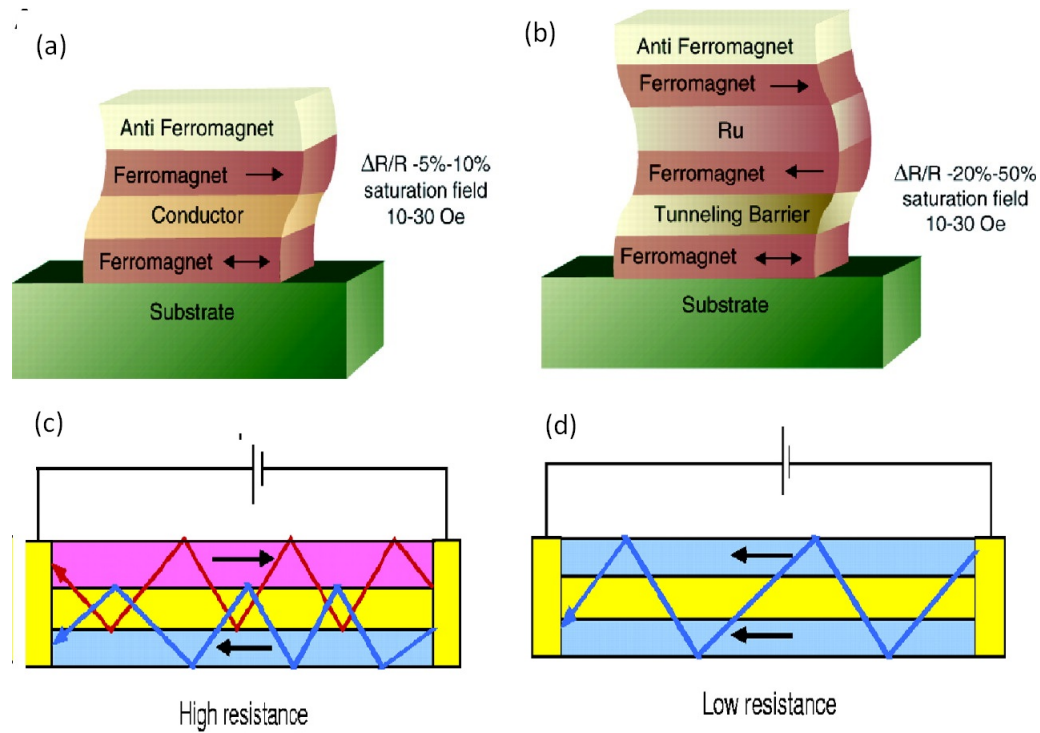 (a)
Anti Ferromagnet
Ferromagnet
Conductor
Ferromagnet
Substrate
ΔR/R -5%-10%
saturation field
10-30 Oe
(b)
Anti Ferromagnet
Ferromagnet
Ru
Ferromagnet
Tunneling Barrier
Ferromagnet
Substrate
ΔR/R -20%-50%
saturation field
10-30 Oe
(c)
High resistance
(d)
Low resistance